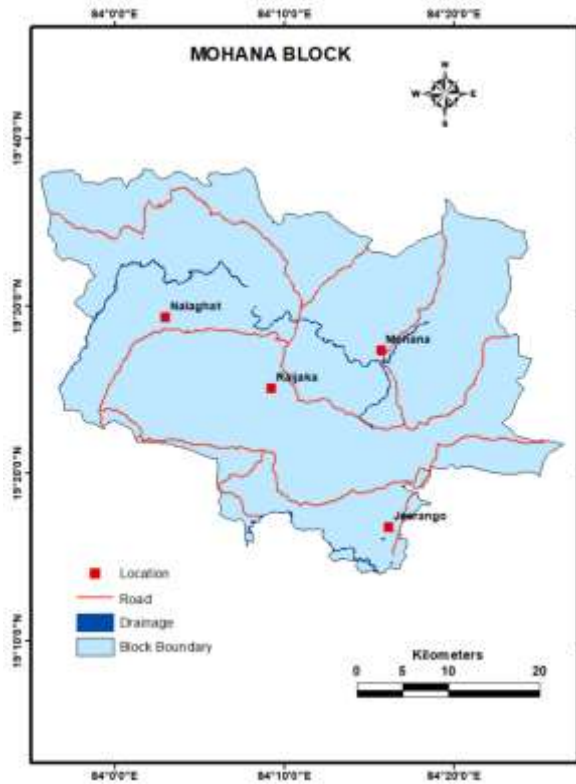 84°0'0"E 84°10'0"E 84°20'0"E
MOHANA BLOCK
N
W E
S
19°40'0"N
19°30'0"N
Nalaghat
Mohana
Raijaka
19°20'0"N
Jeerango
Location
Road
Drainage
Block Boundary
19°10'0"N
Kilometers
0 5 10 20
84°0'0"E 84°10'0"E 84°20'0"E